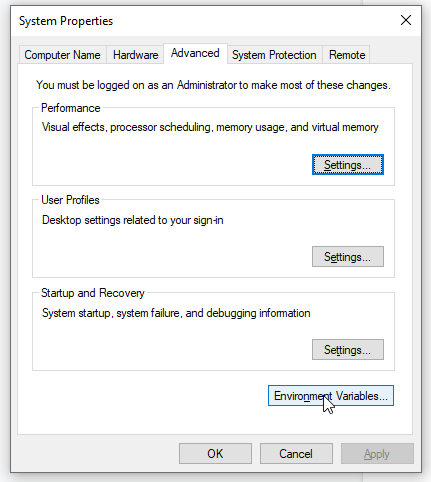 System Properties
Computer Name Hardware Advanced System Protection Remote
You must be logged on as an Administrator to make most of these changes.
Performance
Visual effects, processor scheduling, memory usage, and virtual memory
Settings...
User Profiles
Desktop settings related to your sign-in
Settings...
Startup and Recovery
System startup, system failure, and debugging information
Settings...
Environment Variables...
OK Cancel Apply